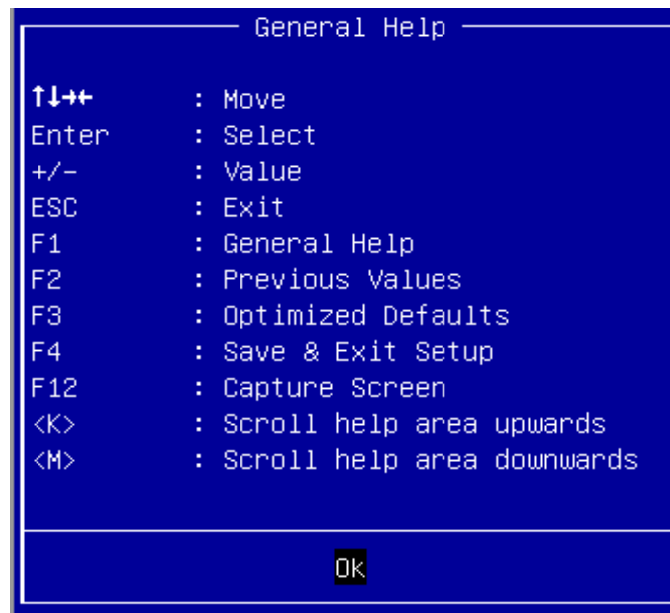 General Help
↑↓→← : Move
Enter : Select
+/- : Value
ESC : Exit
F1 : General Help
F2 : Previous Values
F3 : Optimized Defaults
F4 : Save & Exit Setup
F12 : Capture Screen
<K> : Scroll help area upwards
<M> : Scroll help area downwards
Ok